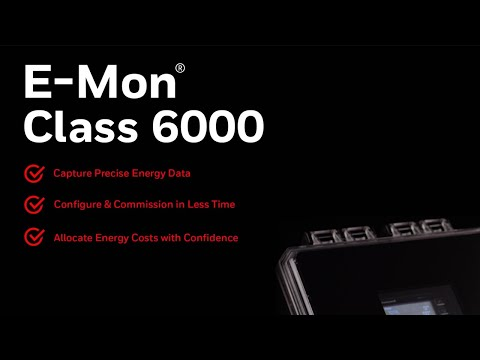 E-Mon®
Class 6000
Capture Precise Energy Data
Configure & Commission in Less Time
Allocate Energy Costs with Confidence